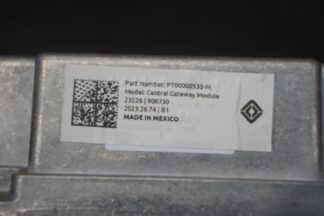 Part Number: PT00000535-M
Model: Central Gateway Module
23226 | 900730
2023.26.74 | R1
MADE IN MEXICO